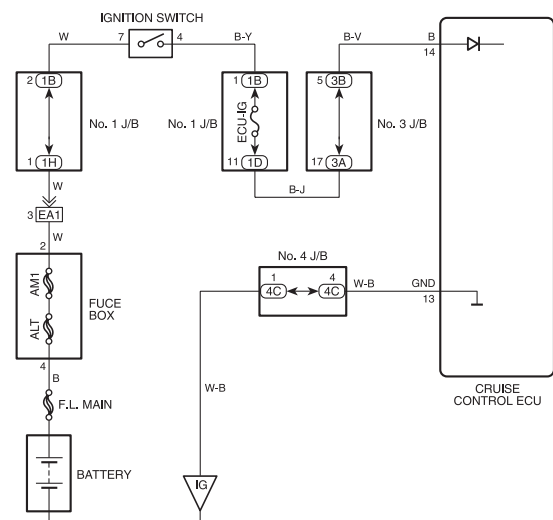 IGNITION SWITCH
W 7 4 B-Y B-V B 14
2 1B 1 1B 5 3B
No. 1 J/B No. 1 J/B ECU-IG No. 3 J/B
1 1H 11 1D 17 3A
W B-J
3 EA1
W
2
No. 4 J/B
1 4
4C 4C W-B GND 13
AM1
FUCE BOX
ALT
4
B
W-B
CRUISE CONTROL ECU
F.L. MAIN
BATTERY
IG